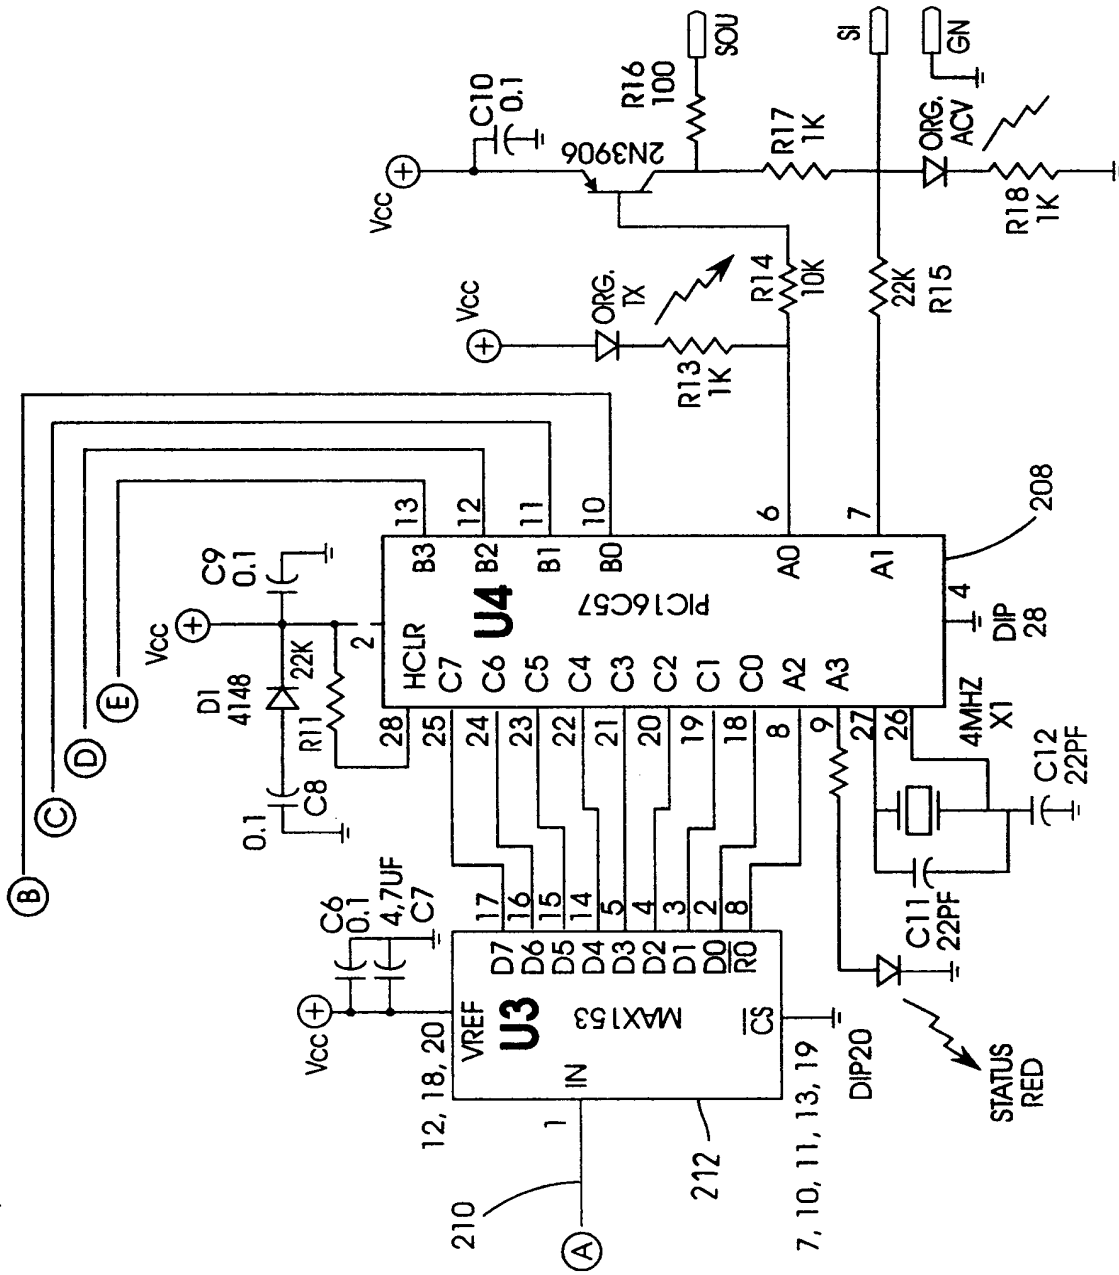 B
C
D
E
C10
0.1
Vcc
R16
100
SOU
SI
GN
2N3906
Vcc
ORG.
TX
R13
1K
R14
10K
R17
1K
ORG.
ACV
22K
R15
R18
1K
Vcc
C9
0.1
D1
4148
22K
R11
0.1
C8
2
13
12
11
10
6
7
B3
B2
B1
B0
A0
A1
U4
PIC16C57
HCLR
C7
C6
C5
C4
C3
C2
C1
C0
A2
A3
28
25
24
23
22
21
20
19
18
8
9
27
26
208
4
DIP
28
4MHZ
X1
C12
22PF
C11
22PF
Vcc
C6
0.1
4,7UF
C7
12, 18, 20
VREF
U3
MAX153
IN
1
CS
D7
D6
D5
D4
D3
D2
D1
D0
R0
17
16
15
14
5
4
3
2
8
7, 10, 11, 13, 19
DIP20
STATUS
RED
210
212
A